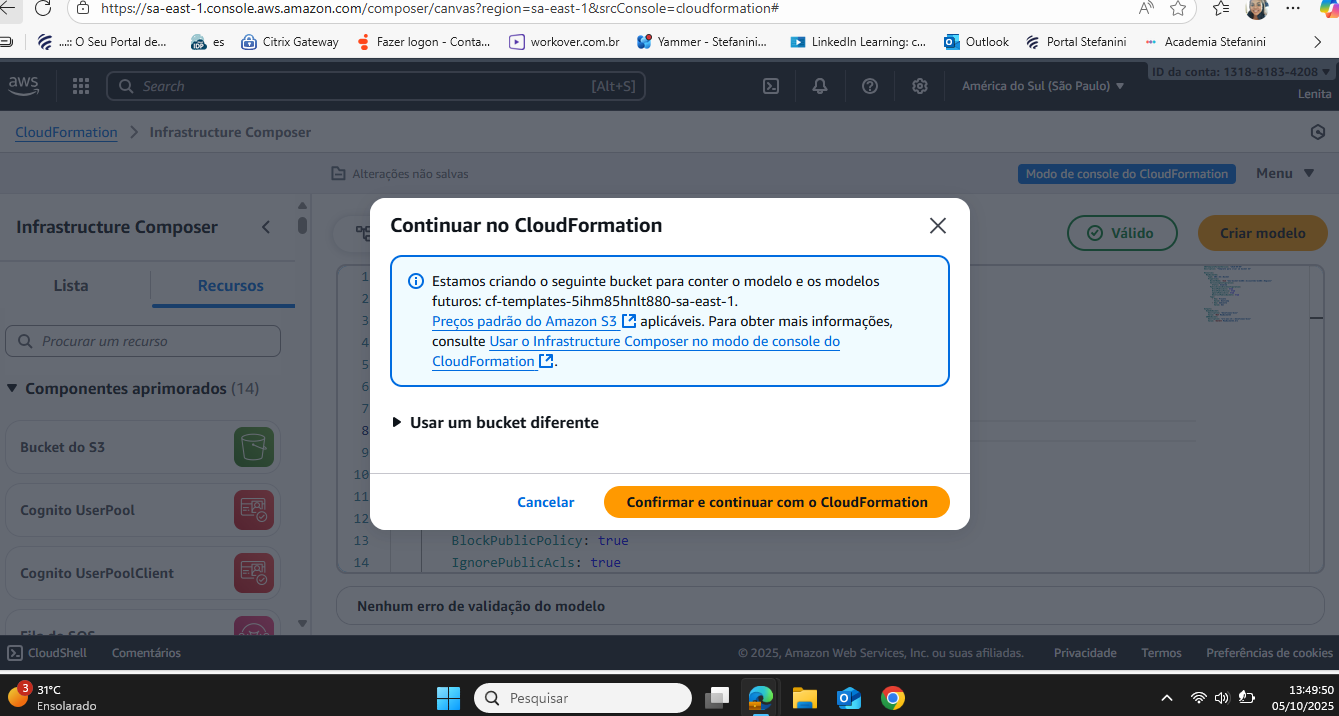 https://sa-east-1.console.aws.amazon.com/composer/canvas?region=sa-east-1&srcConsole=cloudformation#
...:: O Seu Portal de...
es
Citrix Gateway
Fazer logon - Conta...
workover.com.br
Yammer - Stefanini...
LinkedIn Learning: c...
Outlook
Portal Stefanini
Academia Stefanini
aws
Search
[Alt+S]
América do Sul (São Paulo)
ID da conta: 1318-8183-4208
Lenita
CloudFormation
Infrastructure Composer
Alterações não salvas
Modo de console do CloudFormation
Menu
Infrastructure Composer
Válido
Criar modelo
Lista
Recursos
Procurar um recurso
Componentes aprimorados (14)
Bucket do S3
Cognito UserPool
Cognito UserPoolClient
Continuar no CloudFormation
Estamos criando o seguinte bucket para conter o modelo e os modelos
futuros: cf-templates-5ihm85hnlt880-sa-east-1.
Preços padrão do Amazon S3 aplicáveis. Para obter mais informações,
consulte Usar o Infrastructure Composer no modo de console do
CloudFormation.
Usar um bucket diferente
Cancelar
Confirmar e continuar com o CloudFormation
1
2
3
4
5
6
7
8
9
10
11
12
13 BlockPublicPolicy: true
14 IgnorePublicAcls: true
Nenhum erro de validação do modelo
CloudShell
Comentários
© 2025, Amazon Web Services, Inc. ou suas afiliadas.
Privacidade
Termos
Preferências de cookies
3
31°C
Ensolarado
Pesquisar
13:49:50
05/10/2025